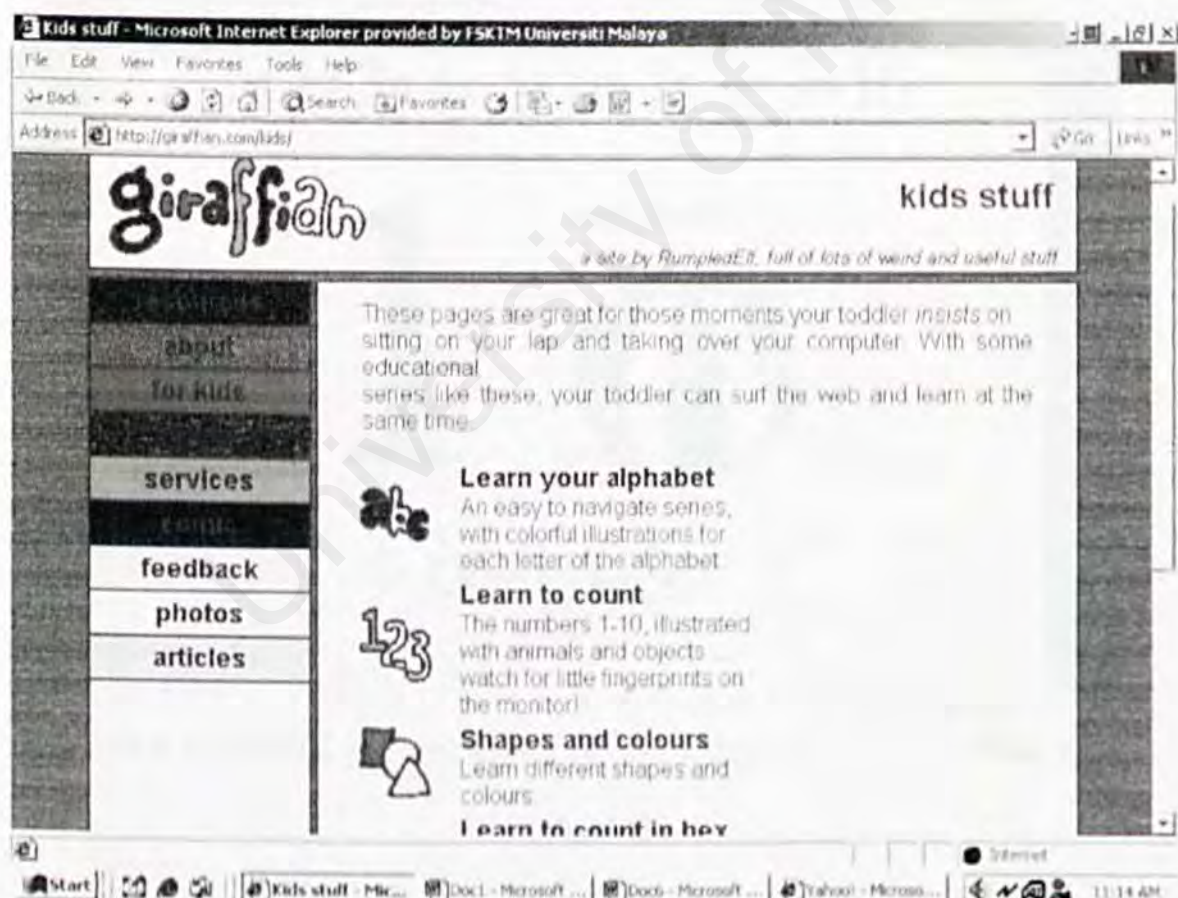 Kids stuff - Microsoft Internet Explorer provided by FSKTM Universiti Malaya
File Edit View Favorites Tools Help
Back Search Favorites
Address http://giraffian.com/kids/ Go Links
giraffian
kids stuff
a site by RumpledElf, full of lots of weird and useful stuff
about
for kids
services
comic
feedback
photos
articles
These pages are great for those moments your toddler insists on
sitting on your lap and taking over your computer. With some
educational
series like these, your toddler can surf the web and learn at the
same time.
abc
Learn your alphabet
An easy to navigate series,
with colorful illustrations for
each letter of the alphabet.
123
Learn to count
The numbers 1-10, illustrated
with animals and objects
watch for little fingerprints on
the monitor!
Shapes and colours
Learn different shapes and
colours.
Learn to count in hex
Internet
Start Kids stuff - Mic... Doc1 - Microsoft ... Doc6 - Microsoft ... Yahoo! - Microso... 11:14 AM
University of M